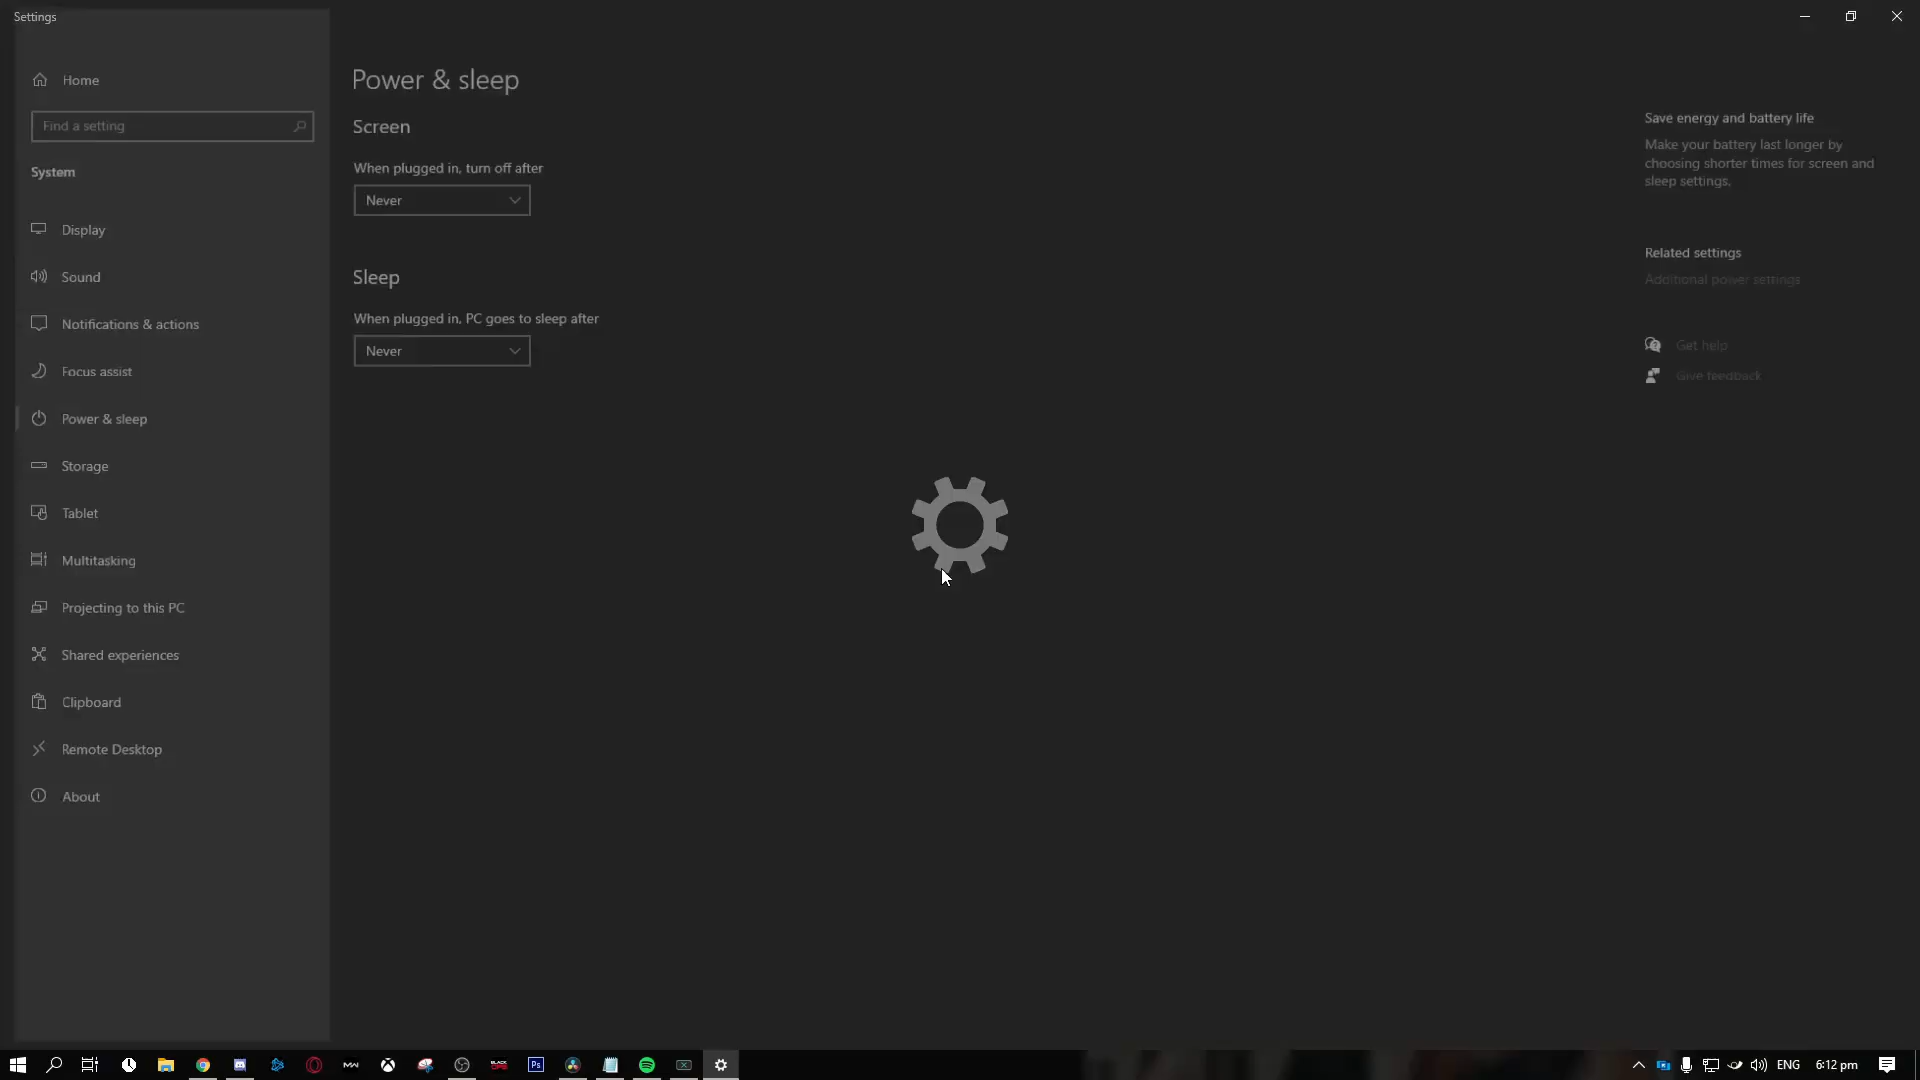 Settings
Home
Find a setting
System
Display
Sound
Notifications & actions
Focus assist
Power & sleep
Storage
Tablet
Multitasking
Projecting to this PC
Shared experiences
Clipboard
Remote Desktop
About
Power & sleep
Screen
When plugged in, turn off after
Never
Sleep
When plugged in, PC goes to sleep after
Never
Save energy and battery life
Make your battery last longer by
choosing shorter times for screen and
sleep settings.
Related settings
Additional power settings
Get help
Give feedback
MW
BLACK
OPS
Ps
ENG
6:12 pm